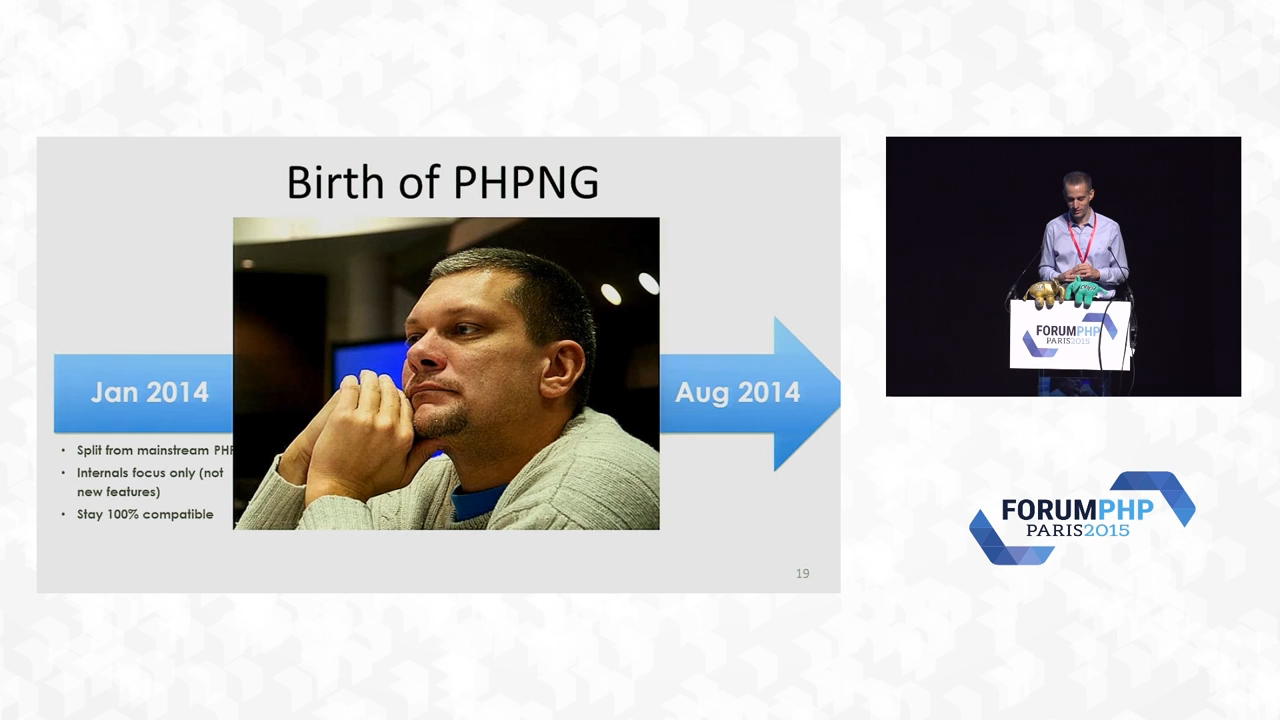 Birth of PHPNG
Jan 2014
Aug 2014
• Split from mainstream PHP
• Internals focus only (not
new features)
• Stay 100% compatible
19
FORUMPHP
PARIS2015
FORUMPHP
PARIS2015